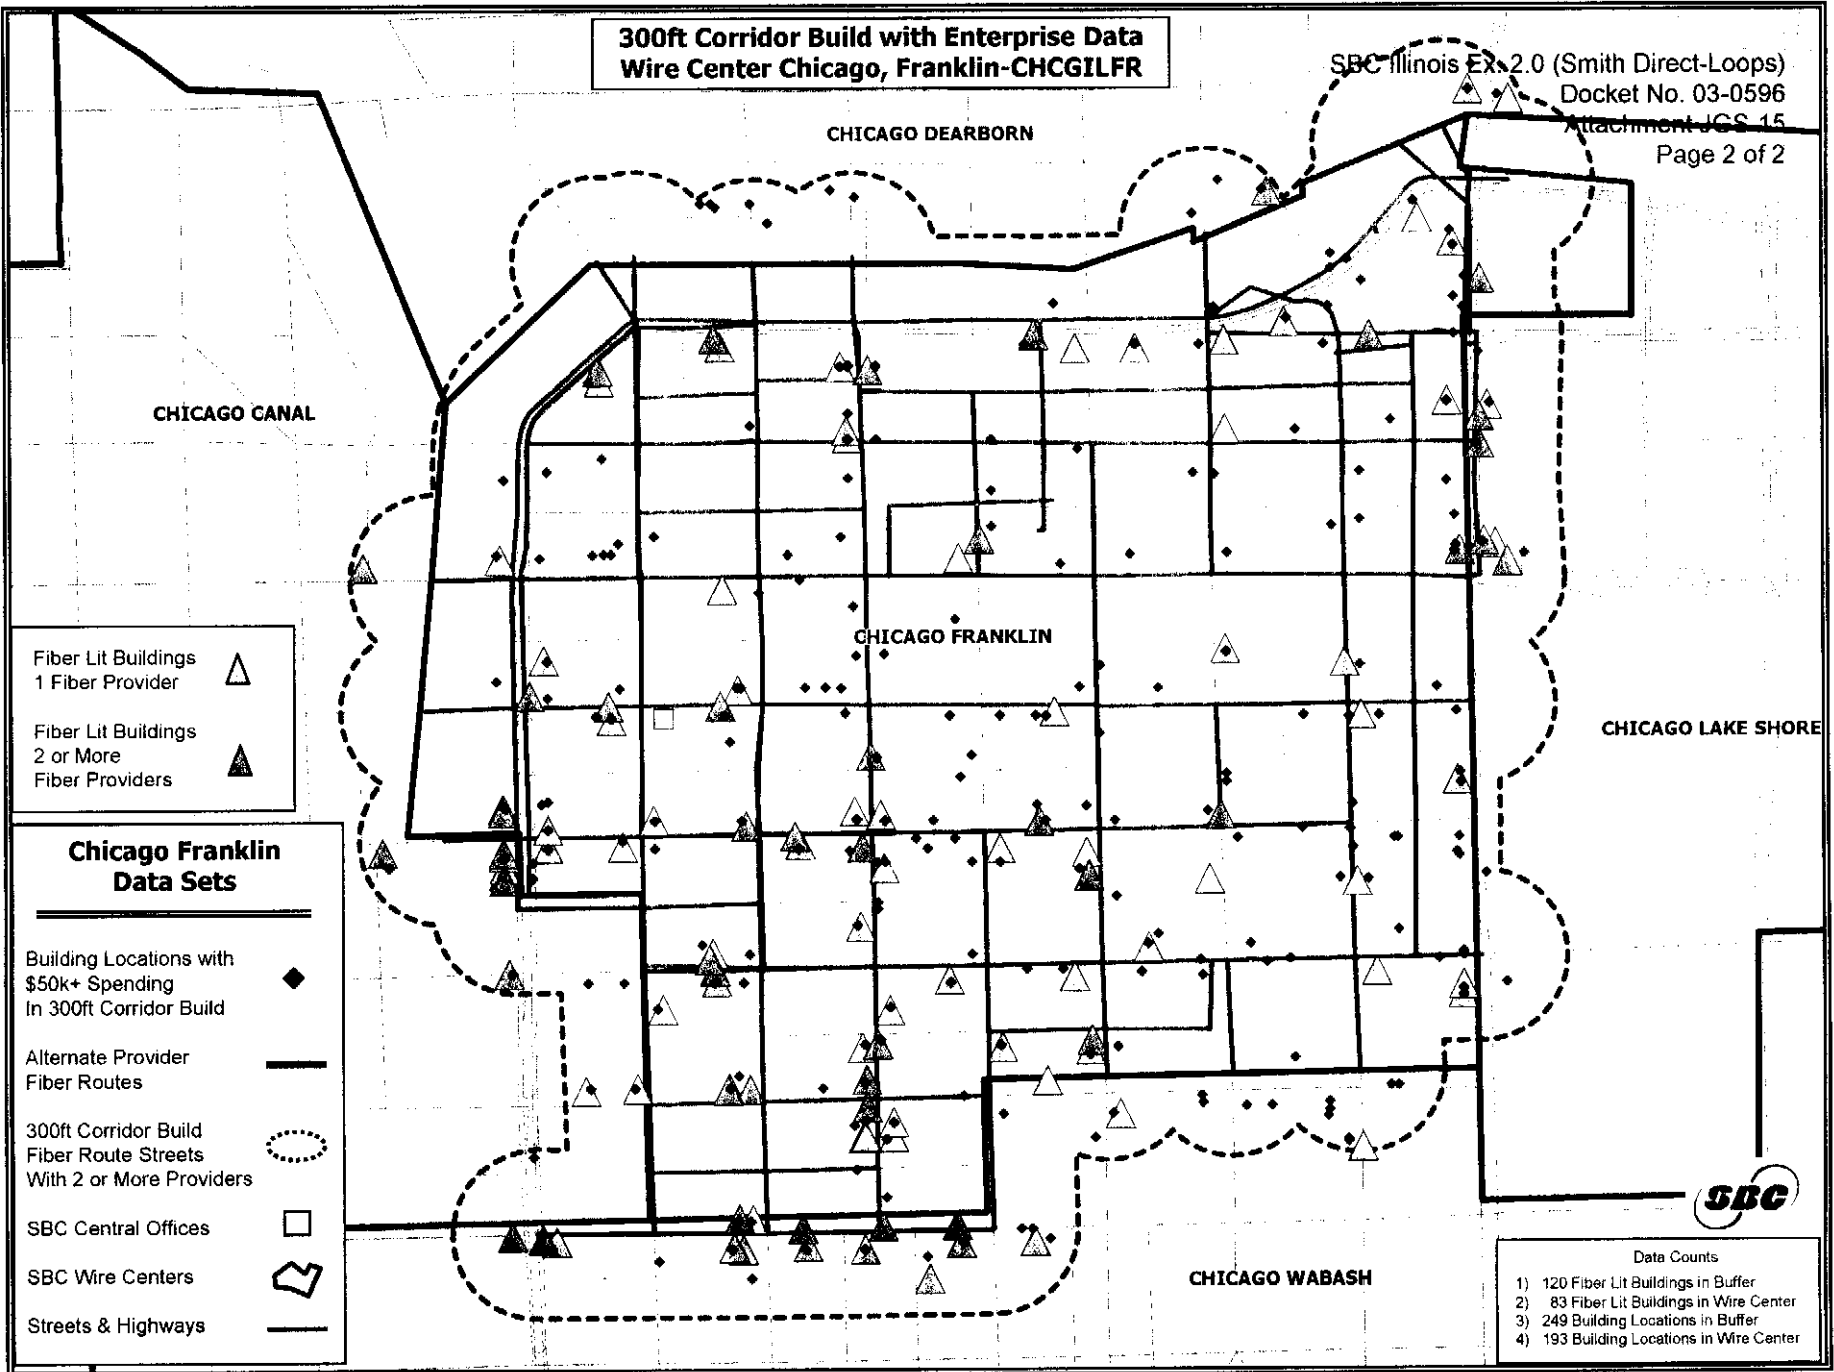 300ft Corridor Build with Enterprise Data
Wire Center Chicago, Franklin-CHCGILFR
SBC Illinois Ex. 2.0 (Smith Direct-Loops)
Docket No. 03-0596
Attachment JGS-15
Page 2 of 2
CHICAGO DEARBORN
CHICAGO CANAL
CHICAGO FRANKLIN
CHICAGO LAKE SHORE
CHICAGO WABASH
Fiber Lit Buildings
1 Fiber Provider
Fiber Lit Buildings
2 or More
Fiber Providers
Chicago Franklin
Data Sets
Building Locations with
$50k+ Spending
In 300ft Corridor Build
Alternate Provider
Fiber Routes
300ft Corridor Build
Fiber Route Streets
With 2 or More Providers
SBC Central Offices
SBC Wire Centers
Streets & Highways
SBC
Data Counts
1) 120 Fiber Lit Buildings in Buffer
2) 83 Fiber Lit Buildings in Wire Center
3) 249 Building Locations in Buffer
4) 193 Building Locations in Wire Center